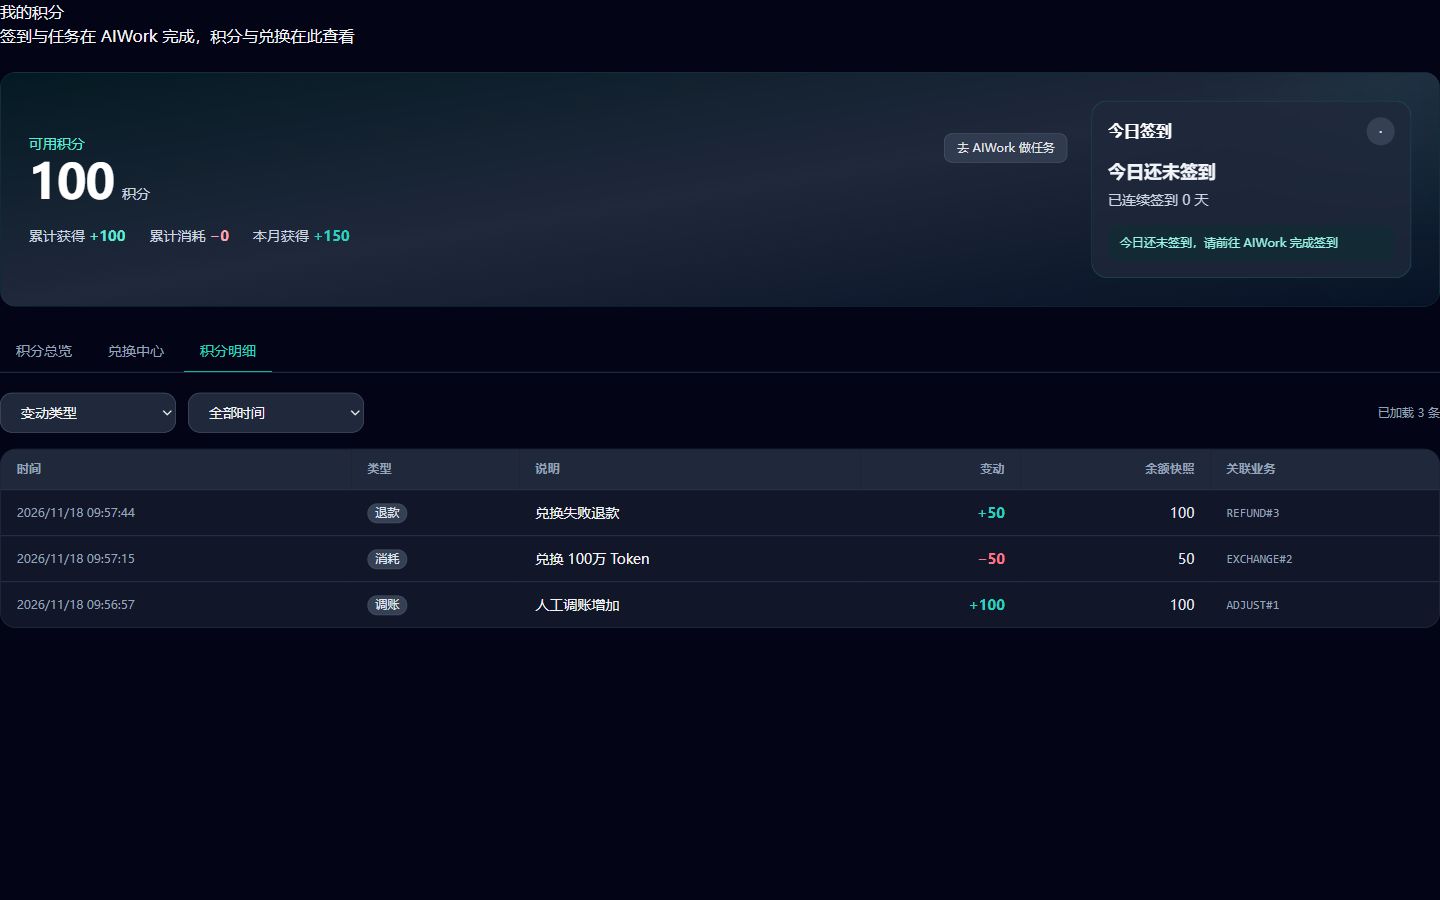 我的积分
签到与任务在 AIWork 完成，积分与兑换在此查看
可用积分
100 积分
累计获得 +100 累计消耗 −0 本月获得 +150
去 AIWork 做任务
今日签到
·
今日还未签到
已连续签到 0 天
今日还未签到，请前往 AIWork 完成签到
积分总览 兑换中心 积分明细
变动类型 全部时间 已加载 3 条
时间 类型 说明 变动 余额快照 关联业务
2026/11/18 09:57:44 退款 兑换失败退款 +50 100 REFUND#3
2026/11/18 09:57:15 消耗 兑换 100万 Token −50 50 EXCHANGE#2
2026/11/18 09:56:57 调账 人工调账增加 +100 100 ADJUST#1